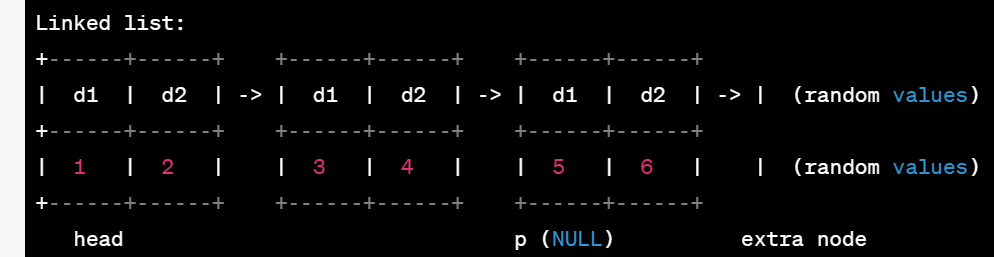 Linked list:
+------+------+    +------+------+    +------+------+
|  d1  |  d2  | -> |  d1  |  d2  | -> |  d1  |  d2  | -> |  (random values)
+------+------+    +------+------+    +------+------+
|  1   |  2   |    |  3   |  4   |    |  5   |  6   |    |  (random values)
+------+------+    +------+------+    +------+------+
   head                               p (NULL)          extra node